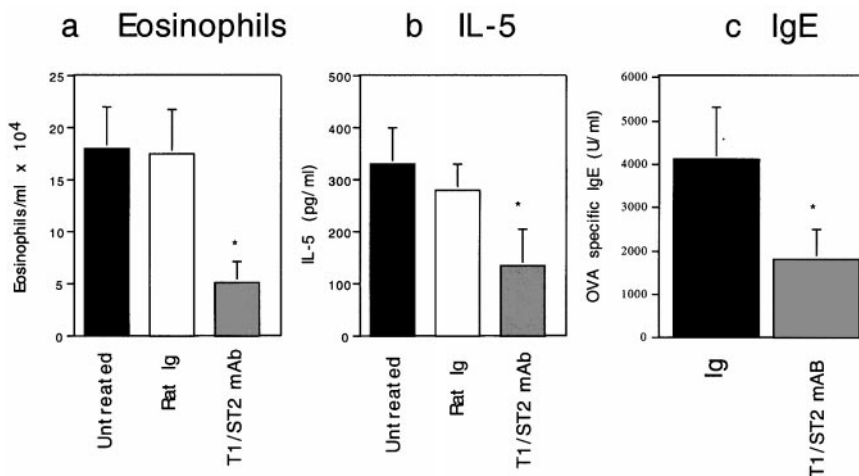 a Eosinophils
b IL-5
c IgE
Eosinophils/ml x 10⁴
25
20
15
10
5
0
*
Untreated
Rat Ig
T1/ST2 mAb
IL-5 (pg/ml)
500
400
300
200
100
0
*
Untreated
Rat Ig
T1/ST2 mAb
OVA specific IgE (U/ml)
6000
5000
4000
3000
2000
1000
0
*
Ig
T1/ST2 mAB